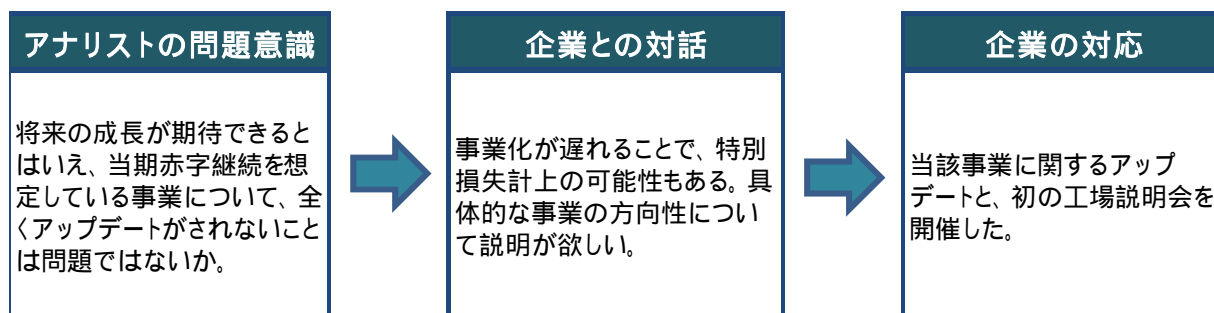 アナリストの問題意識
将来の成長が期待できると
はいえ、当期赤字継続を想
定している事業について、全
くアップデートがされないこと
は問題ではないか。
企業との対話
事業化が遅れることで、特別
損失計上の可能性もある。具
体的な事業の方向性につい
て説明が欲しい。
企業の対応
当該事業に関するアップ
デートと、初の工場説明会を
開催した。